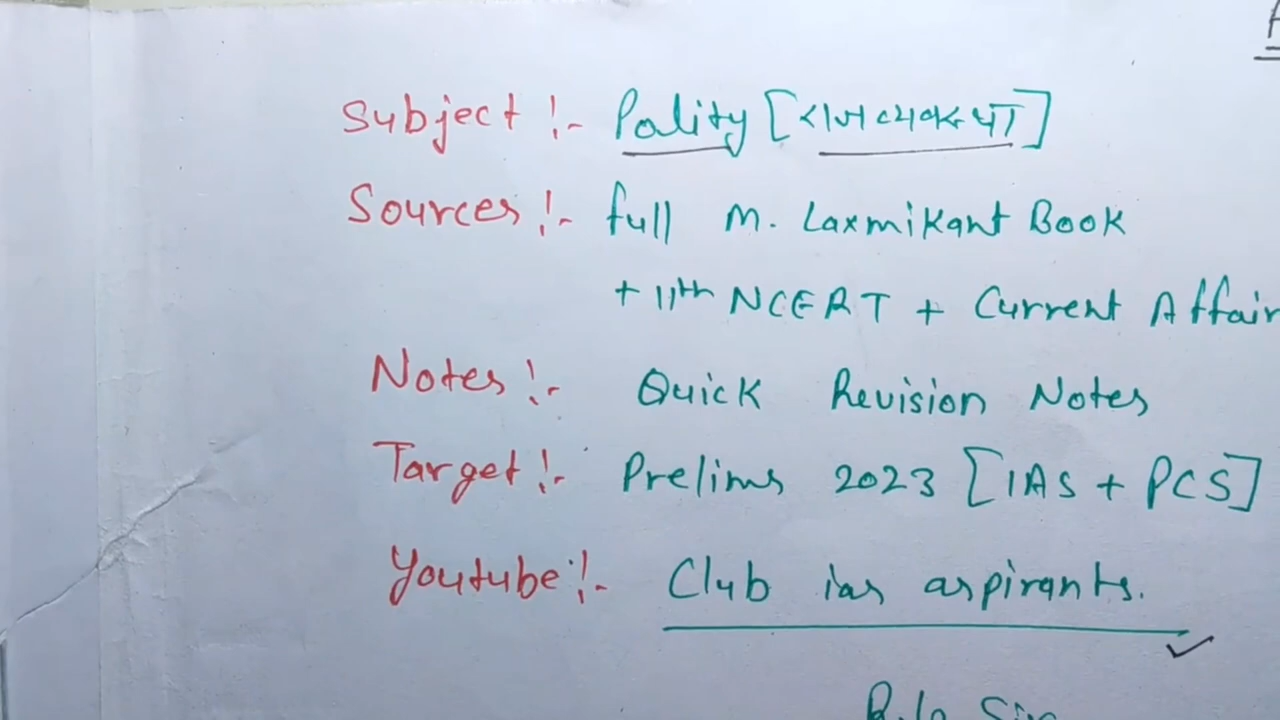 Subject :- Polity [राजव्यवस्था]
Sources :- full M. Laxmikant Book
+ 11th NCERT + Current Affair
Notes :- Quick Revision Notes
Target :- Prelims 2023 [IAS + PCS]
Youtube :- Club ias aspirants.